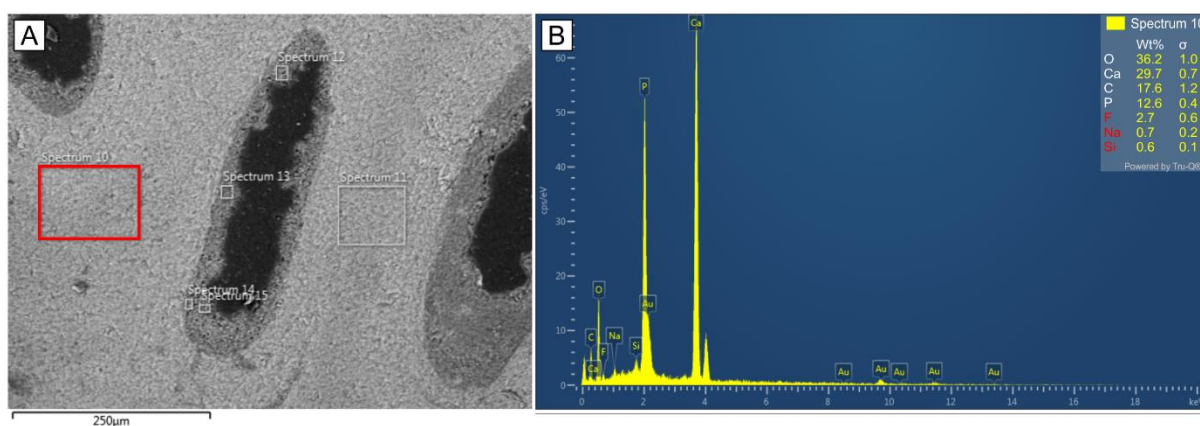 A
Spectrum 12
Spectrum 10
Spectrum 13
Spectrum 11
Spectrum 14
Spectrum 15
250µm
B
Ca
Spectrum 10
Wt% σ
O 36.2 1.0
Ca 29.7 0.7
C 17.6 1.2
P 12.6 0.4
F 2.7 0.6
Na 0.7 0.2
Si 0.6 0.1
Powered by Tru-Q®
60
P
50
40
cps/eV
30
20
O
Au
10
C
Na
Si
F
Ca
Au
Au
Au
Au
Au
0
0 2 4 6 8 10 12 14 16 18